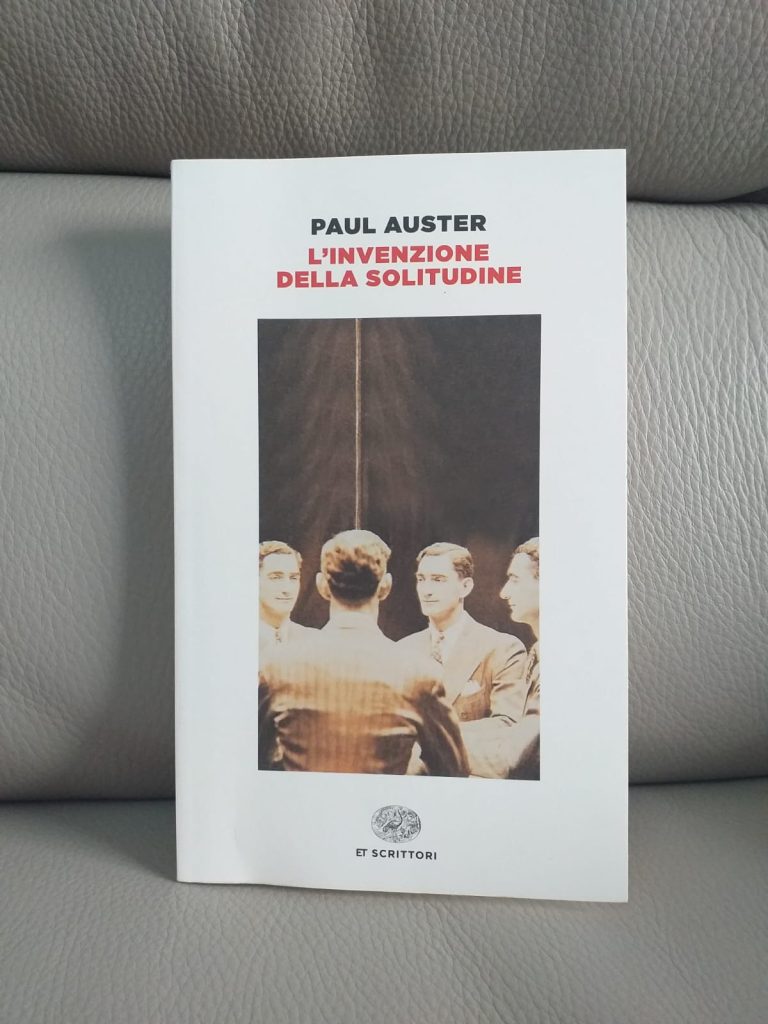 PAUL AUSTER
L'INVENZIONE
DELLA SOLITUDINE
ET SCRITTORI